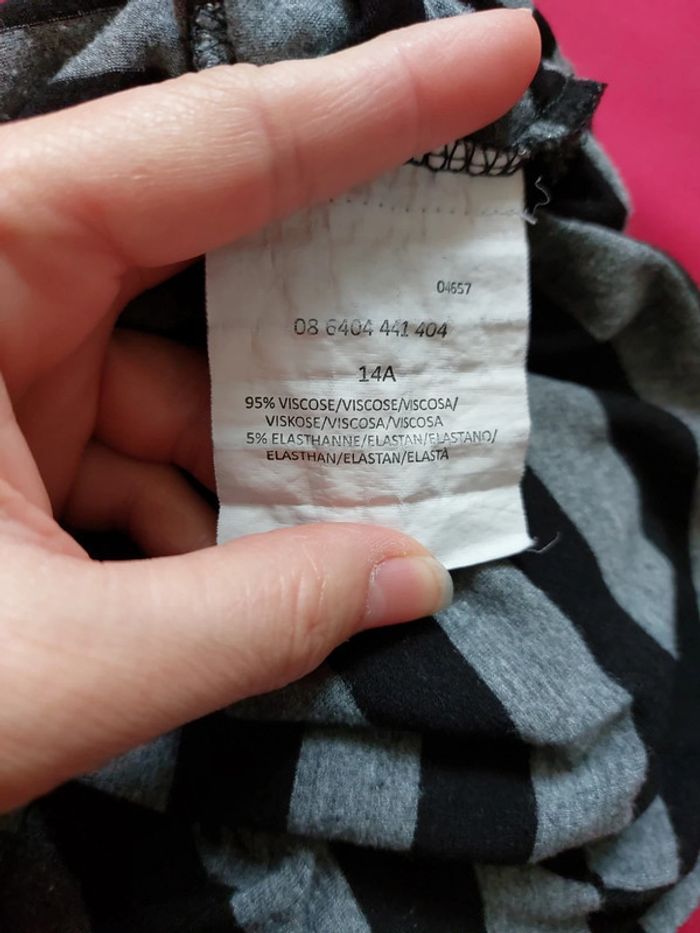 04657
08 6404 441 404
14A
95% VISCOSE/VISCOSE/VISCOSA/
VISKOSE/VISCOSA/VISCOSA
5% ELASTHANNE/ELASTAN/ELASTANO/
ELASTHAN/ELASTAN/ELASTA